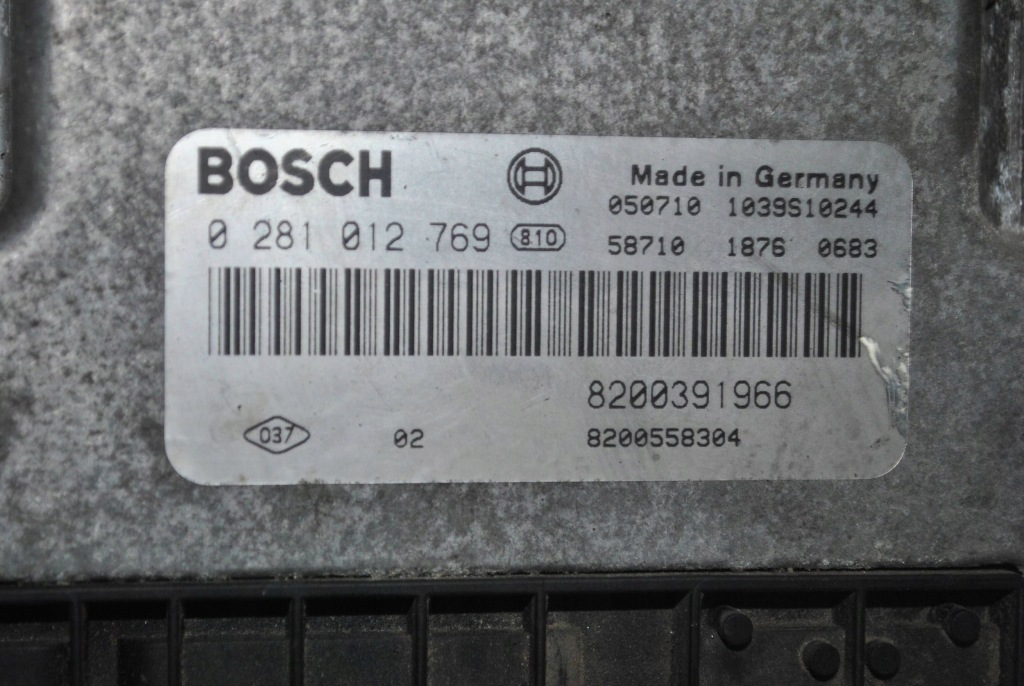 BOSCH
Made in Germany
050710 1039S10244
0 281 012 769 810
58710 1876 0683
8200391966
037 02 8200558304